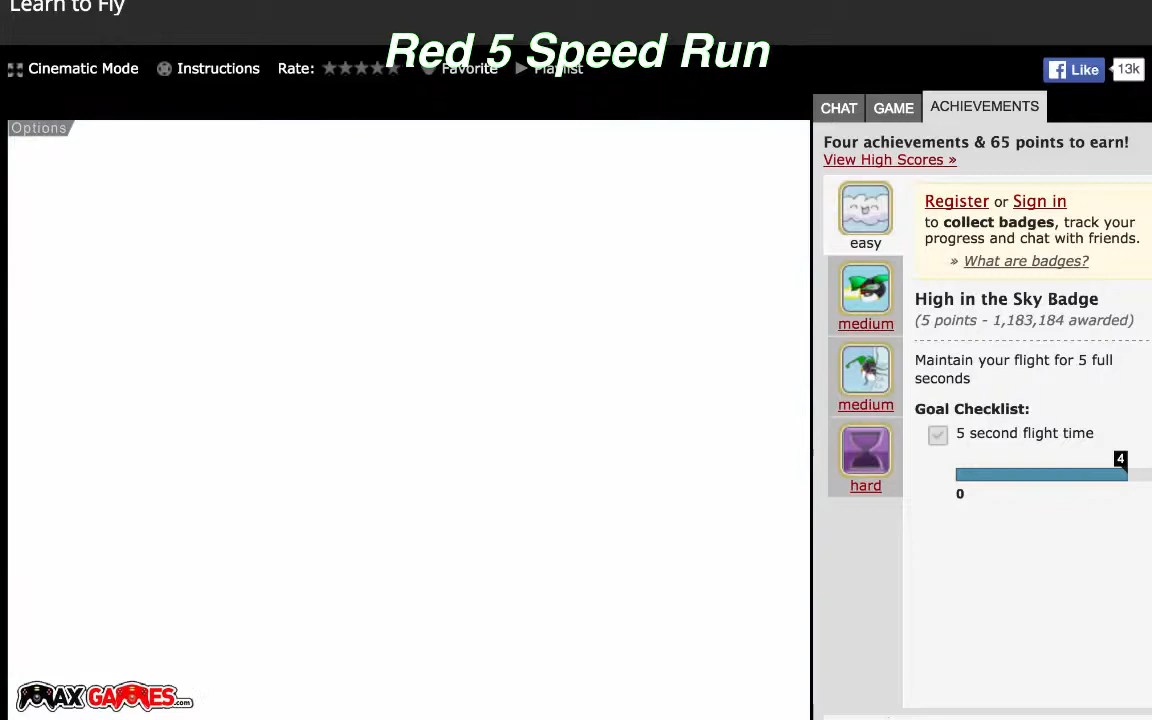 Learn to Fly
Red 5 Speed Run
Cinematic Mode Instructions Rate: Favorite Playlist
Like 13k
CHAT GAME ACHIEVEMENTS
Options
Four achievements & 65 points to earn!
View High Scores »
easy
Register or Sign in
to collect badges, track your
progress and chat with friends.
» What are badges?
medium
High in the Sky Badge
(5 points - 1,183,184 awarded)
Maintain your flight for 5 full
seconds
medium
Goal Checklist:
5 second flight time
4
0
hard
MAXGAMES.com